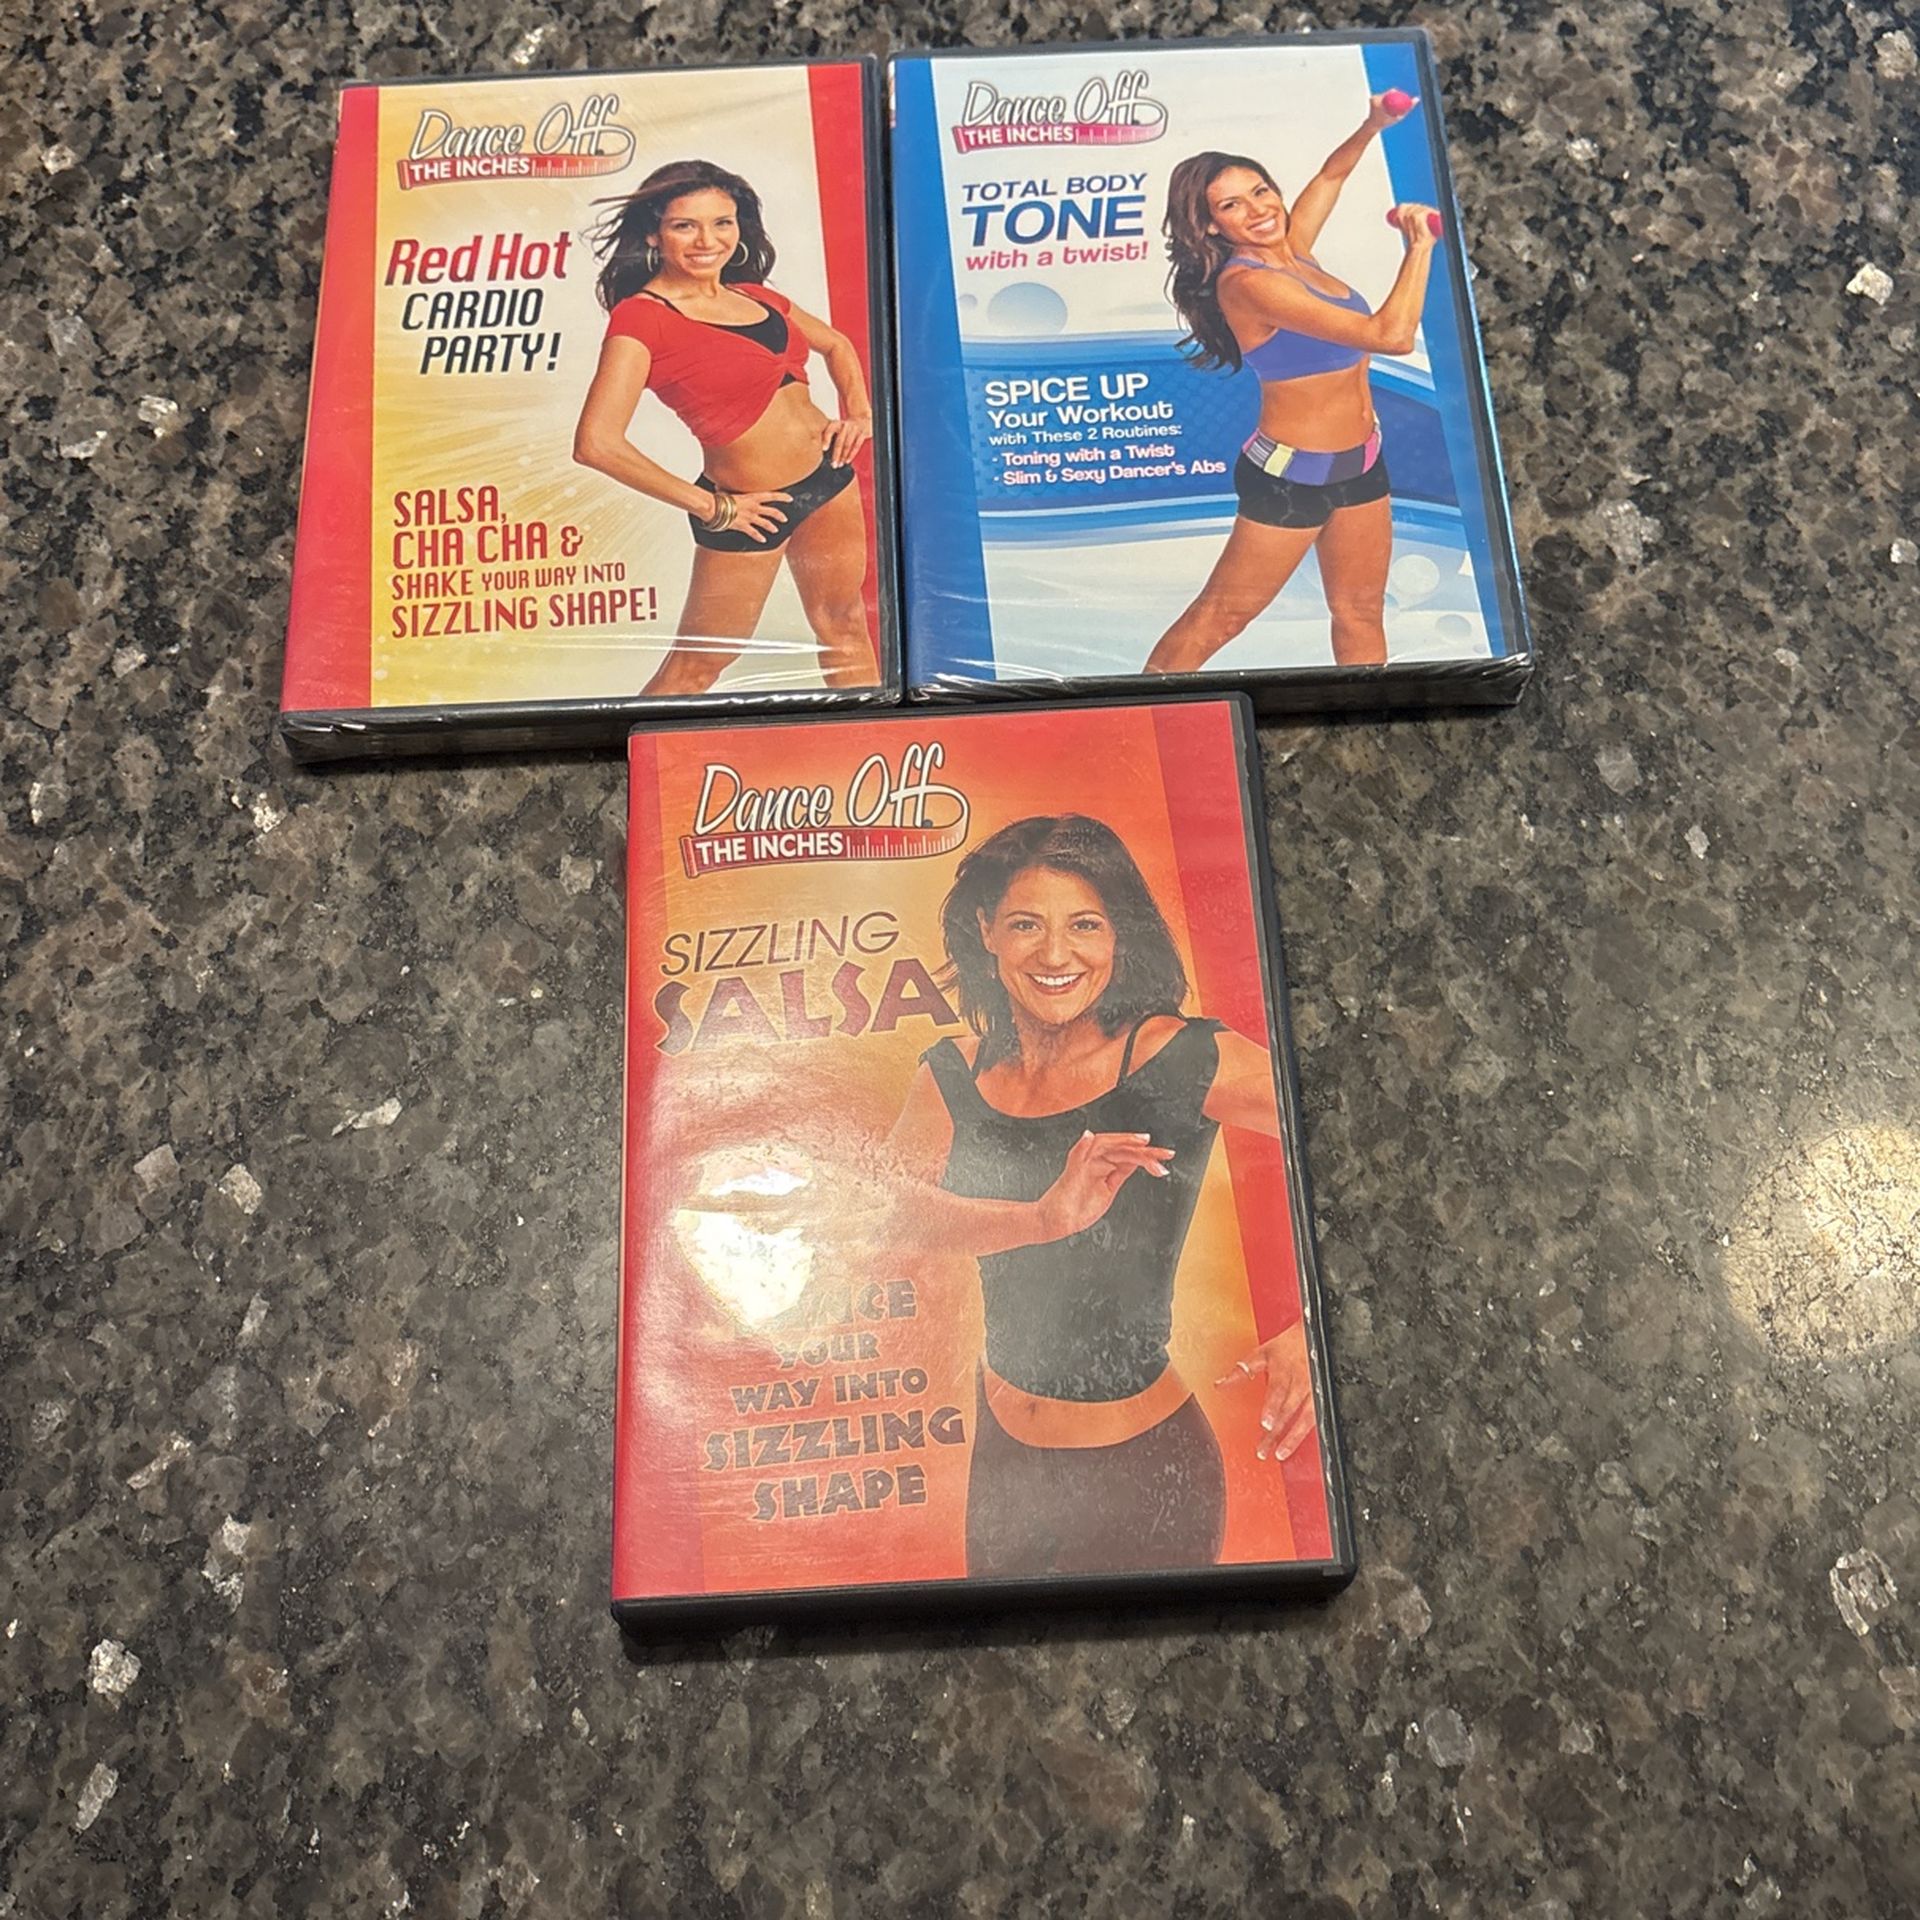 Dance Off
THE INCHES
Red Hot
CARDIO
PARTY!
SALSA,
CHA CHA &
SHAKE YOUR WAY INTO
SIZZLING SHAPE!
Dance Off
THE INCHES
TOTAL BODY
TONE
with a twist!
SPICE UP
Your Workout
with These 2 Routines:
- Toning with a Twist
- Slim & Sexy Dancer's Abs
Dance Off
THE INCHES
SIZZLING
SALSA
DANCE
YOUR
WAY INTO
SIZZLING
SHAPE